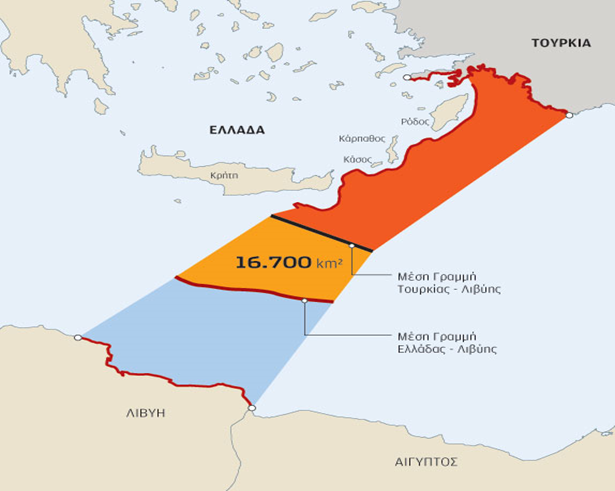 ΤΟΥΡΚΙΑ
Ρόδος
ΕΛΛΑΔΑ
Κάρπαθος
Κάσος
Κρήτη
16.700 km²
Μέση Γραμμή
Τουρκίας - Λιβύης
Μέση Γραμμή
Ελλάδας - Λιβύης
ΛΙΒΥΗ
ΑΙΓΥΠΤΟΣ